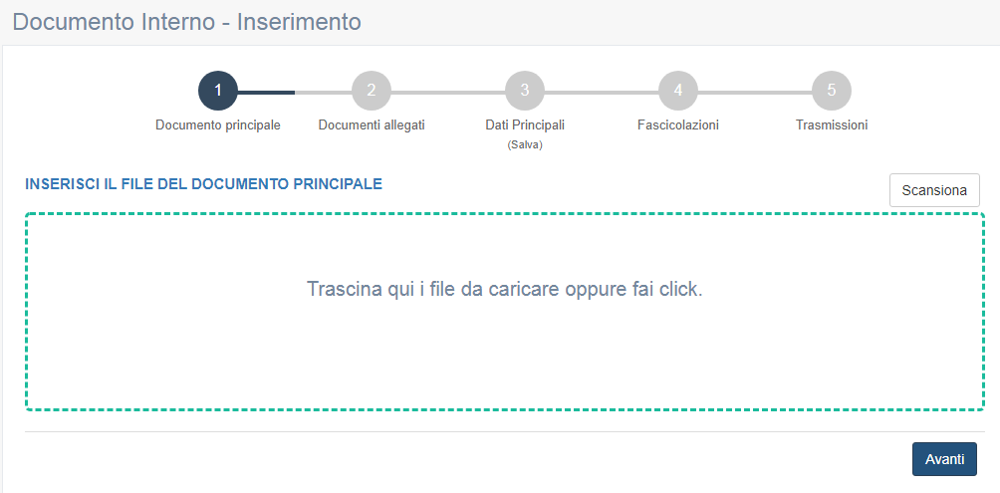 Documento Interno - Inserimento
1
2
3
4
5
Documento principale
Documenti allegati
Dati Principali
(Salva)
Fascicolazioni
Trasmissioni
INSERISCI IL FILE DEL DOCUMENTO PRINCIPALE
Scansiona
Trascina qui i file da caricare oppure fai click.
Avanti